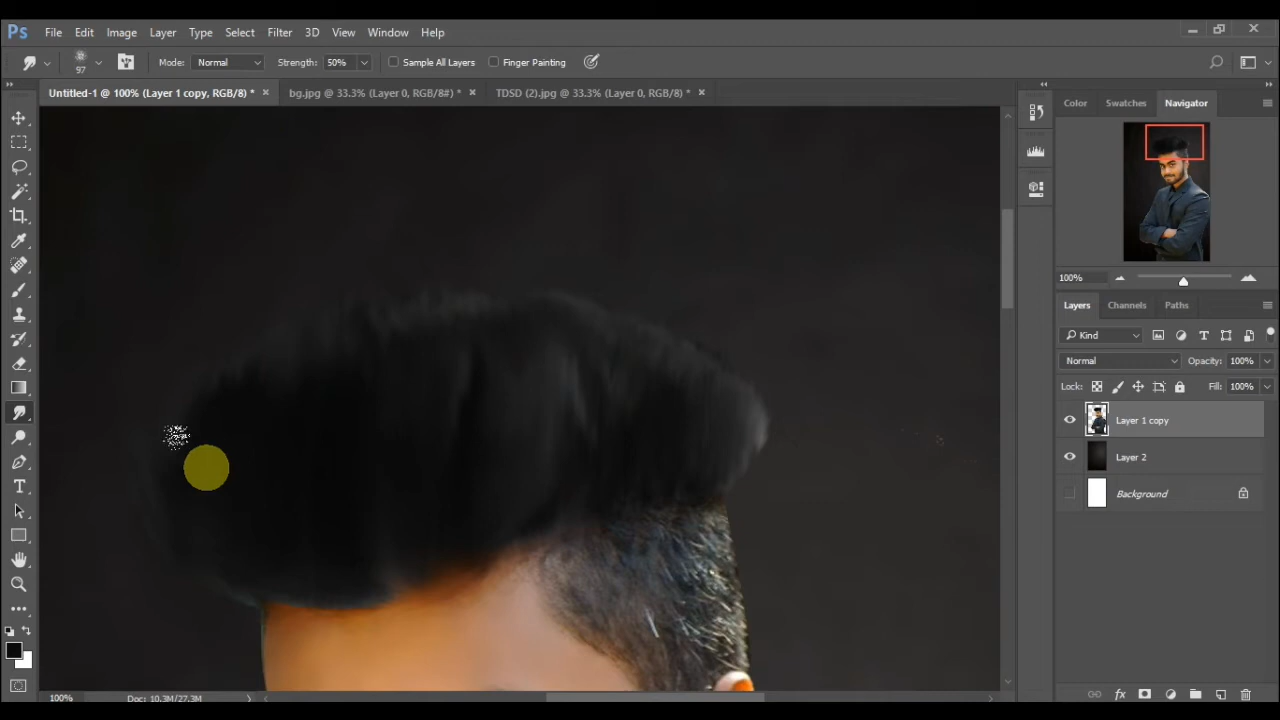 Ps File Edit Image Layer Type Select Filter 3D View Window Help
97 Mode: Normal Strength: 50% Sample All Layers Finger Painting
Untitled-1 @ 100% (Layer 1 copy, RGB/8) * × bg.jpg @ 33.3% (Layer 0, RGB/8#) * × TDSD (2).jpg @ 33.3% (Layer 0, RGB/8) * ×
Color Swatches Navigator
100%
Layers Channels Paths
Kind
Normal Opacity: 100%
Lock: Fill: 100%
Layer 1 copy
Layer 2
Background
100% Doc: 10.3M/27.3M